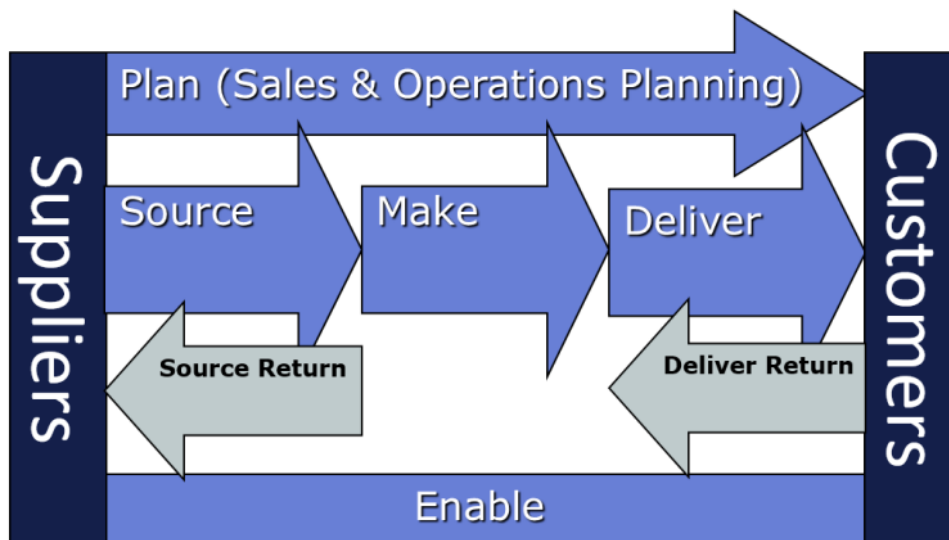 Plan (Sales & Operations Planning)
Suppliers
Source
Make
Deliver
Customers
Source Return
Deliver Return
Enable